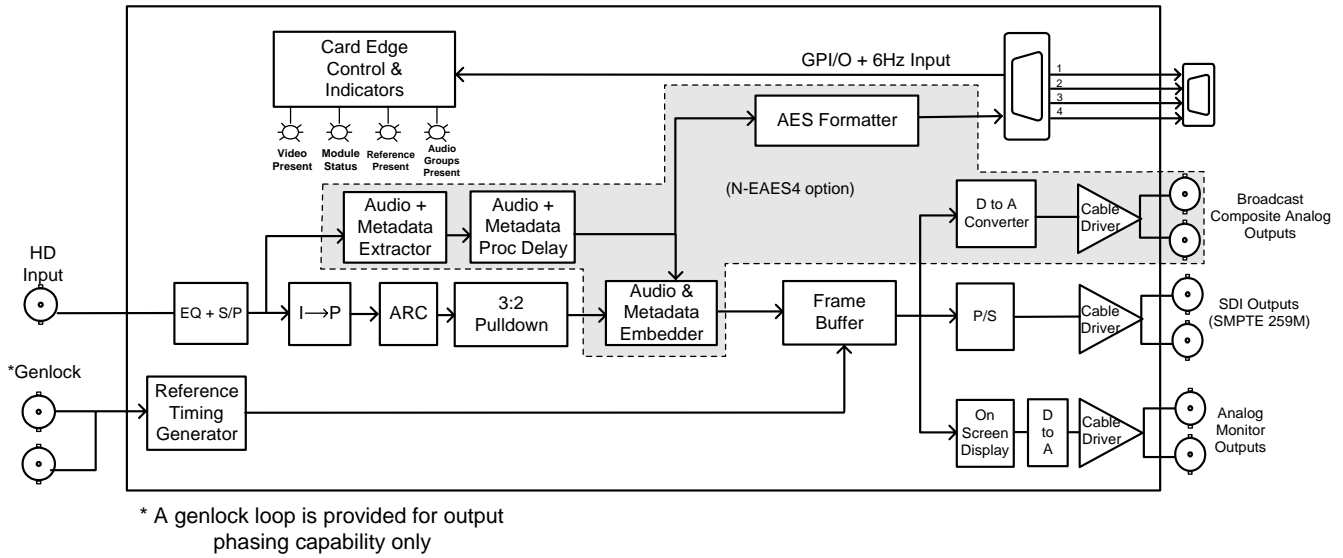 Card Edge
Control &
Indicators
GPI/O + 6Hz Input
1
2
3
4
Video
Present
Module
Status
Reference
Present
Audio
Groups
Present
AES Formatter
(N-EAES4 option)
Audio +
Metadata
Extractor
Audio +
Metadata
Proc Delay
D to A
Converter
Cable
Driver
Broadcast
Composite Analog
Outputs
HD
Input
EQ + S/P
I→P
ARC
3:2
Pulldown
Audio &
Metadata
Embedder
Frame
Buffer
P/S
Cable
Driver
SDI Outputs
(SMPTE 259M)
*Genlock
Reference
Timing
Generator
On
Screen
Display
D
to
A
Cable
Driver
Analog
Monitor
Outputs
* A genlock loop is provided for output
phasing capability only